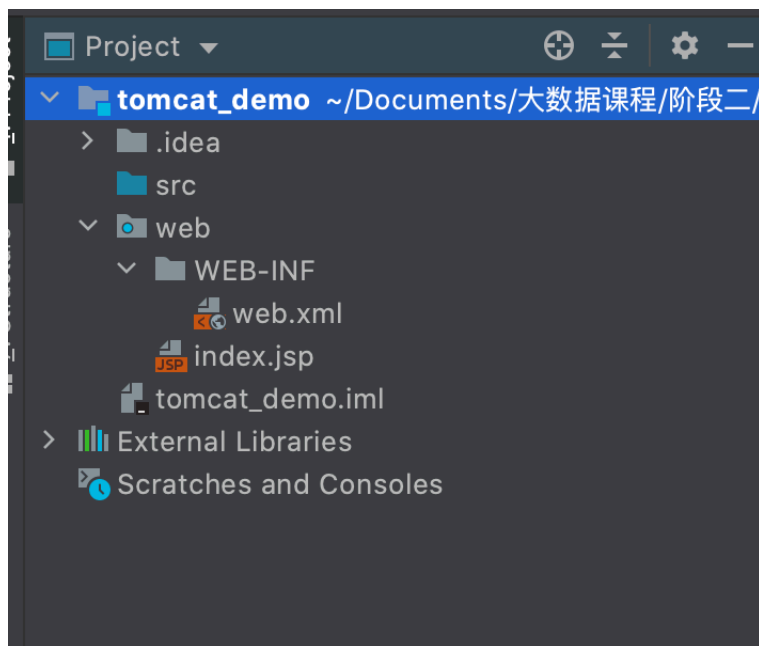 Project
tomcat_demo ~/Documents/大数据课程/阶段二/
.idea
src
web
WEB-INF
web.xml
JSP index.jsp
tomcat_demo.iml
External Libraries
Scratches and Consoles